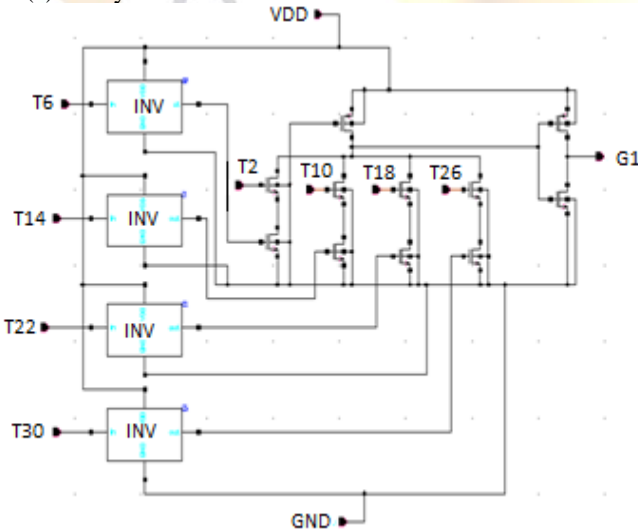 VDD
T6
INV
G1
T2
T10
T18
T26
T14
INV
T22
INV
T30
INV
GND